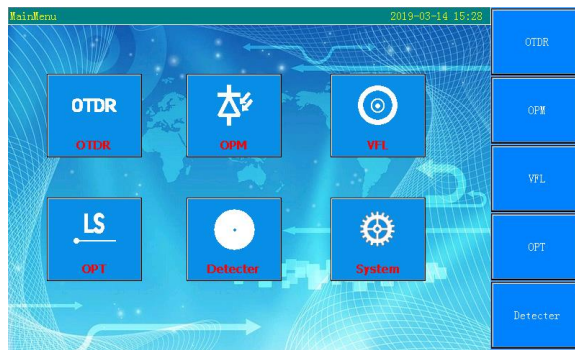 MainMenu 2019-03-14 15:28
OTDR
OTDR
OPM
VFL
LS
OPT
Detecter
System
OTDR
OPM
VFL
OPT
Detecter